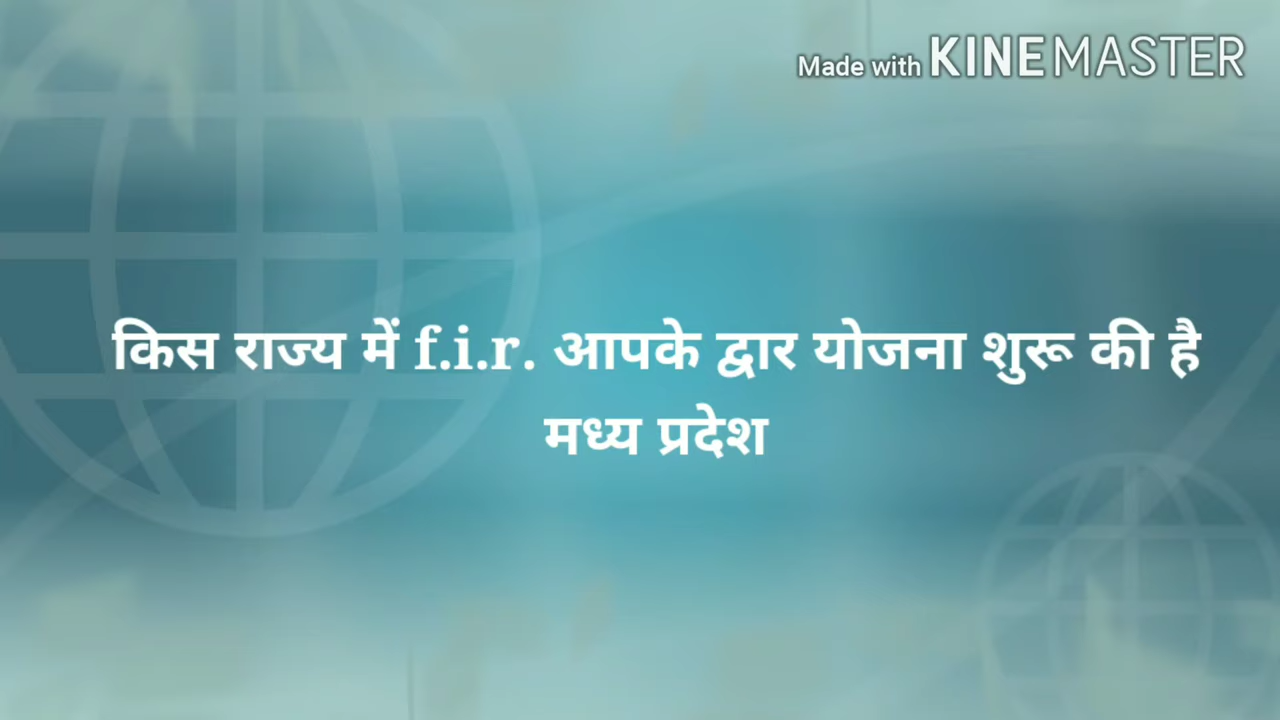 Made with KINEMASTER
किस राज्य में f.i.r. आपके द्वार योजना शुरू की है
मध्य प्रदेश